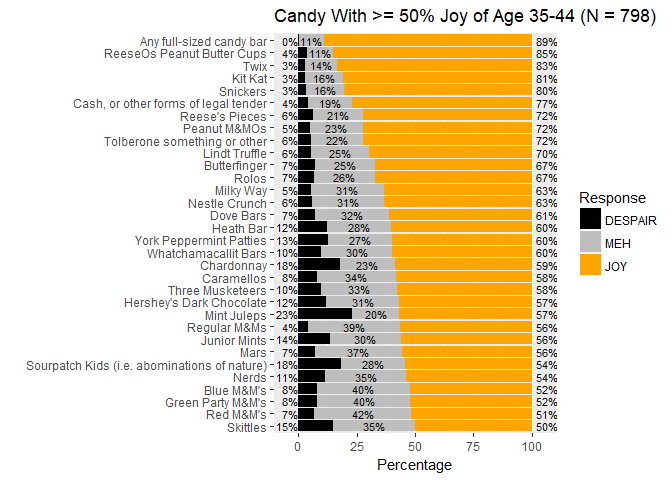 Candy With >= 50% Joy of Age 35-44 (N = 798)
Any full-sized candy bar 0% 11% 89%
ReeseOs Peanut Butter Cups 4% 11% 85%
Twix 3% 14% 83%
Kit Kat 3% 16% 81%
Snickers 3% 16% 80%
Cash, or other forms of legal tender 4% 19% 77%
Reese's Pieces 6% 21% 72%
Peanut M&MOs 5% 23% 72%
Tolberone something or other 6% 22% 72%
Lindt Truffle 6% 25% 70%
Butterfinger 7% 25% 67%
Rolos 7% 26% 67%
Milky Way 5% 31% 63%
Nestle Crunch 6% 31% 63%
Dove Bars 7% 32% 61%
Heath Bar 12% 28% 60%
York Peppermint Patties 13% 27% 60%
Whatchamacallit Bars 10% 30% 60%
Chardonnay 18% 23% 59%
Caramellos 8% 34% 58%
Three Musketeers 10% 33% 58%
Hershey's Dark Chocolate 12% 31% 57%
Mint Juleps 23% 20% 57%
Regular M&Ms 4% 39% 56%
Junior Mints 14% 30% 56%
Mars 7% 37% 56%
Sourpatch Kids (i.e. abominations of nature) 18% 28% 54%
Nerds 11% 35% 54%
Blue M&M's 8% 40% 52%
Green Party M&M's 8% 40% 52%
Red M&M's 7% 42% 51%
Skittles 15% 35% 50%
0 25 50 75 100
Percentage
Response
DESPAIR
MEH
JOY